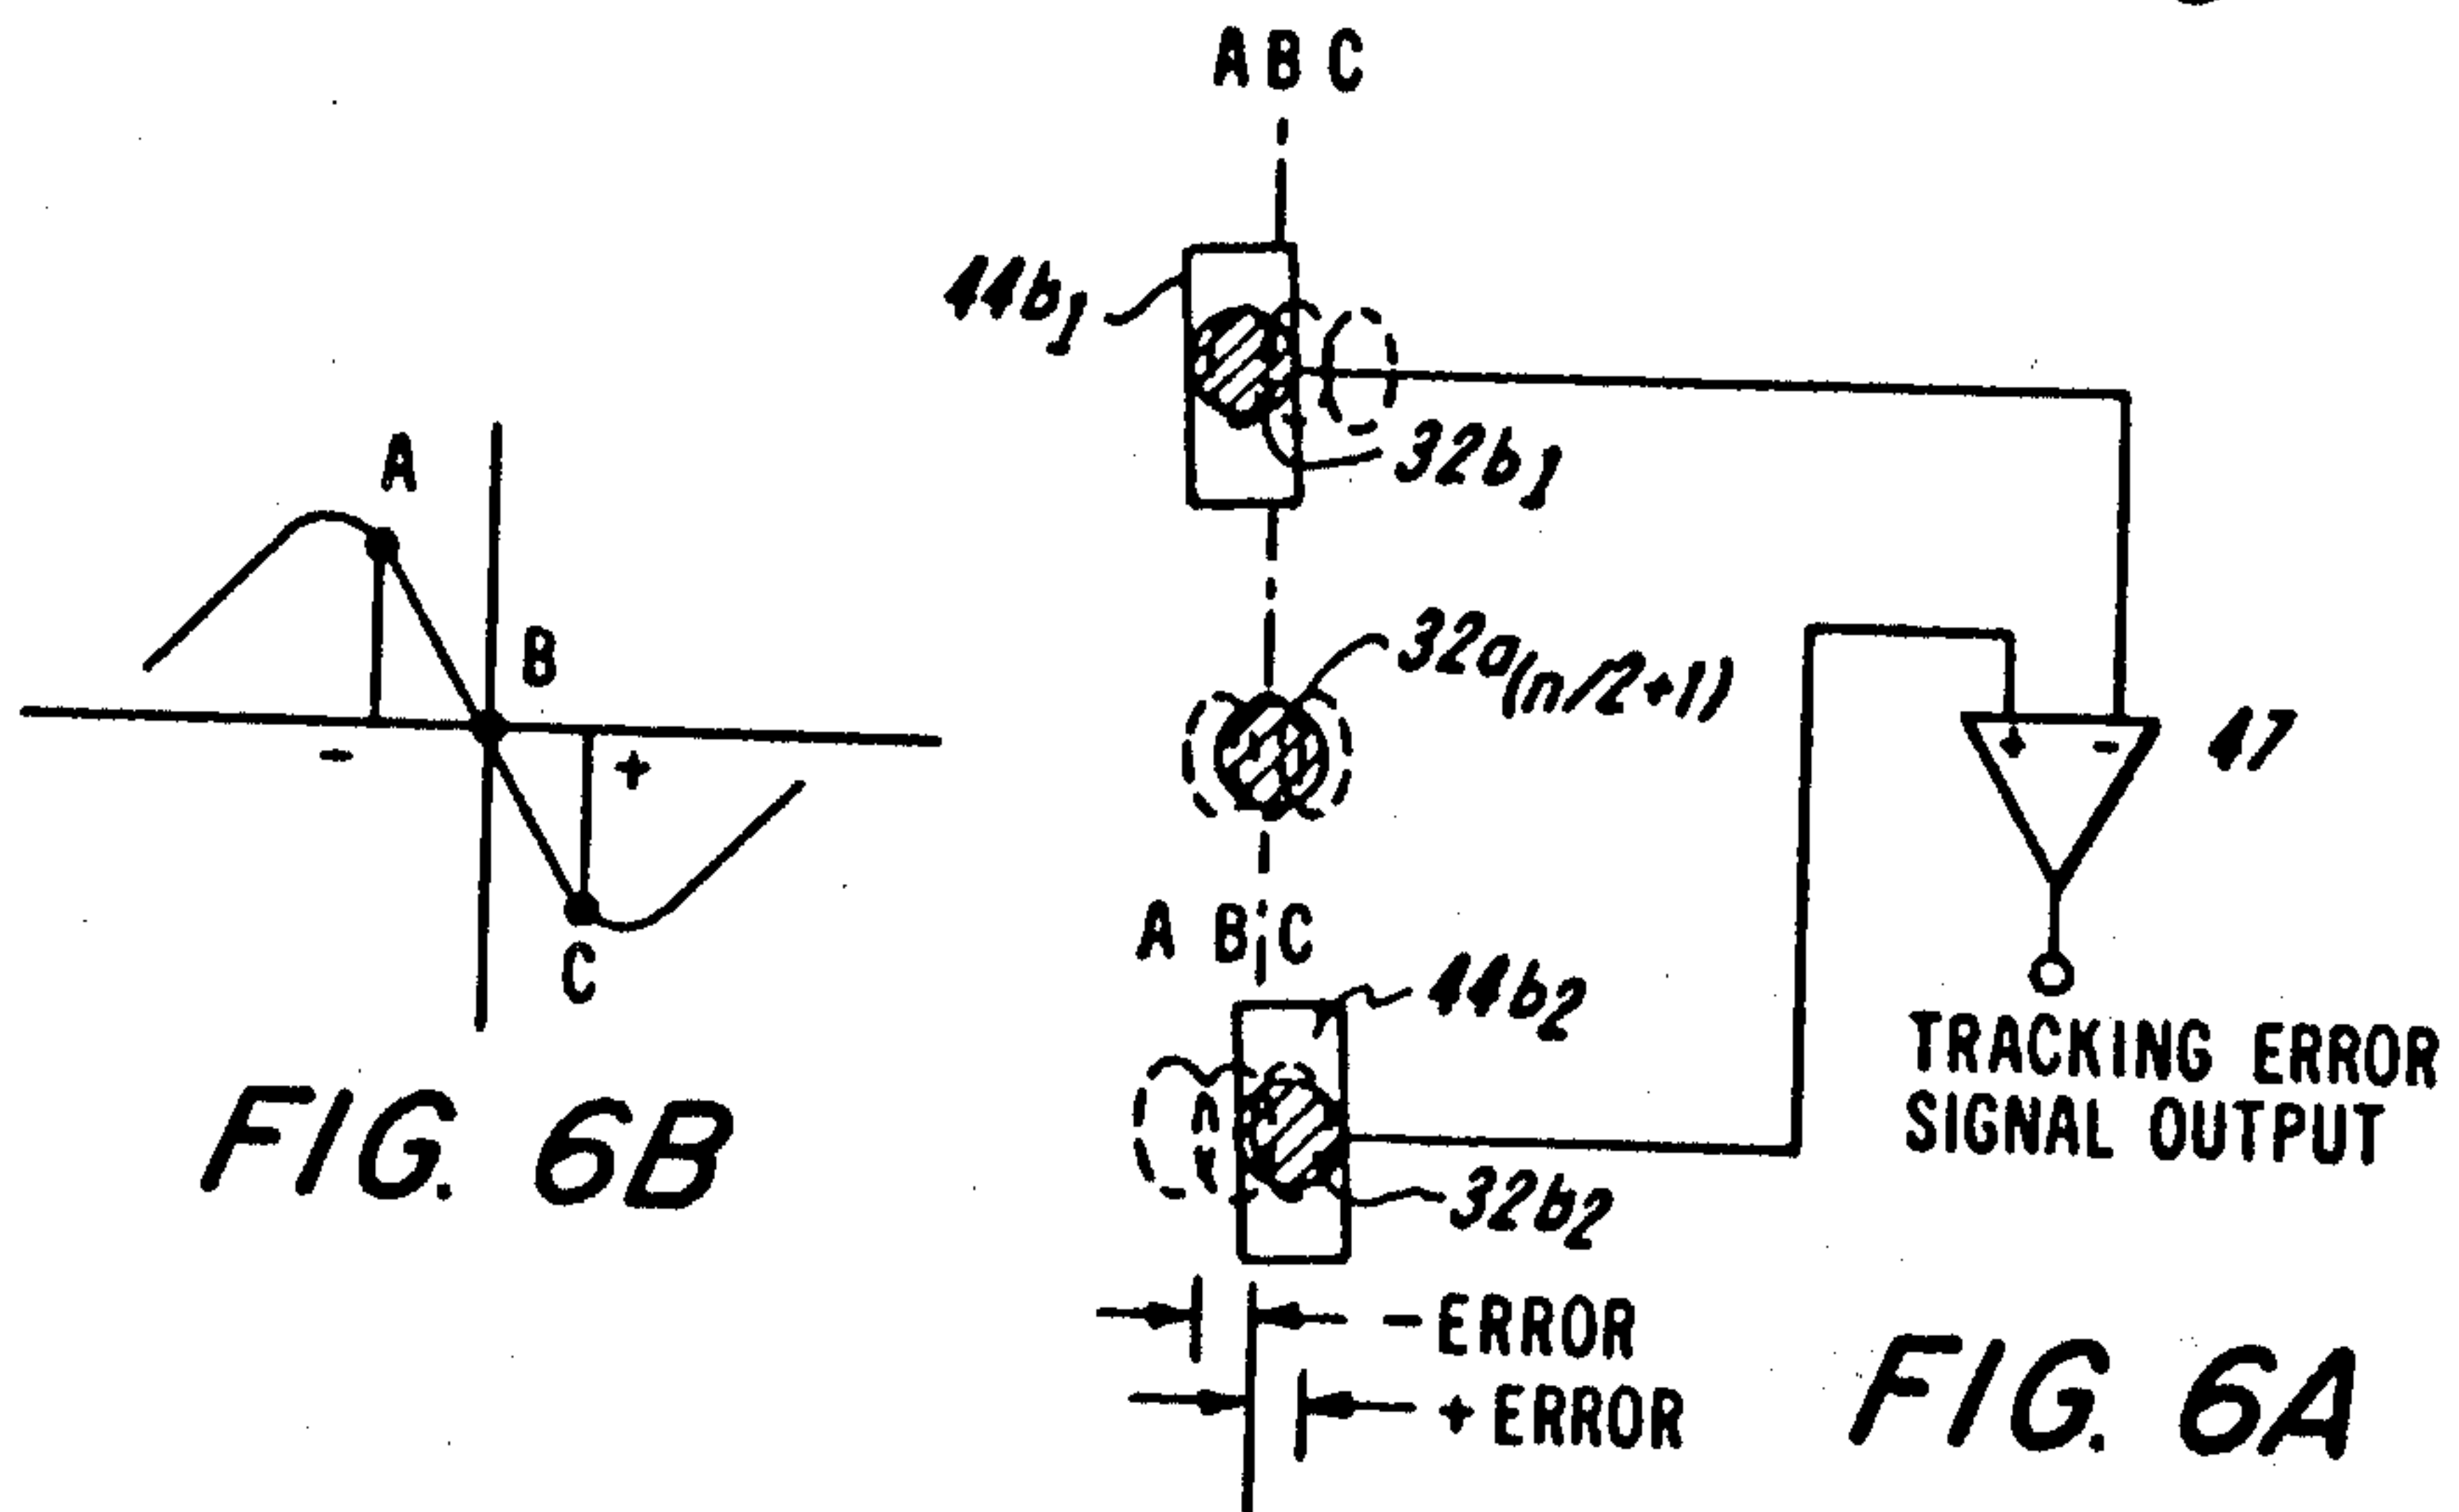 A B C
44b1
32b1
A
B
- +
C
32a(n/2+1)
+ - 47
A B C
44b2
32b2
TRACKING ERROR
SIGNAL OUTPUT
-ERROR
+ERROR
FIG. 6B
FIG. 6A